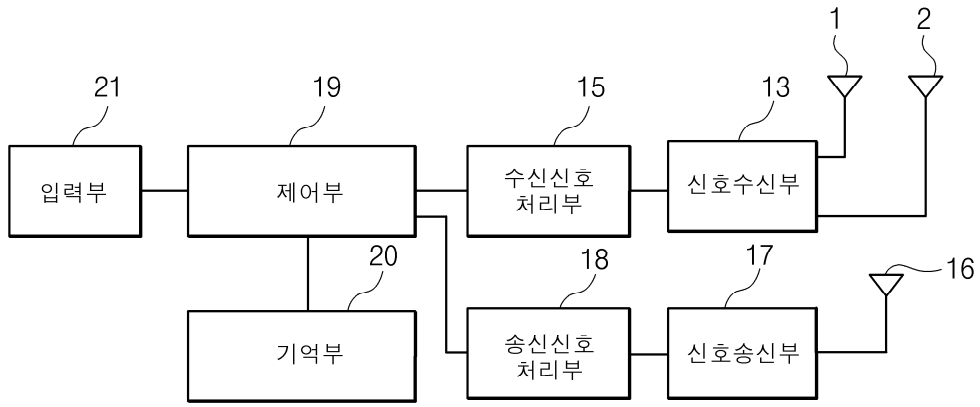 1
2
21
19
15
13
입력부
제어부
수신신호
처리부
신호수신부
20
18
17
16
기억부
송신신호
처리부
신호송신부